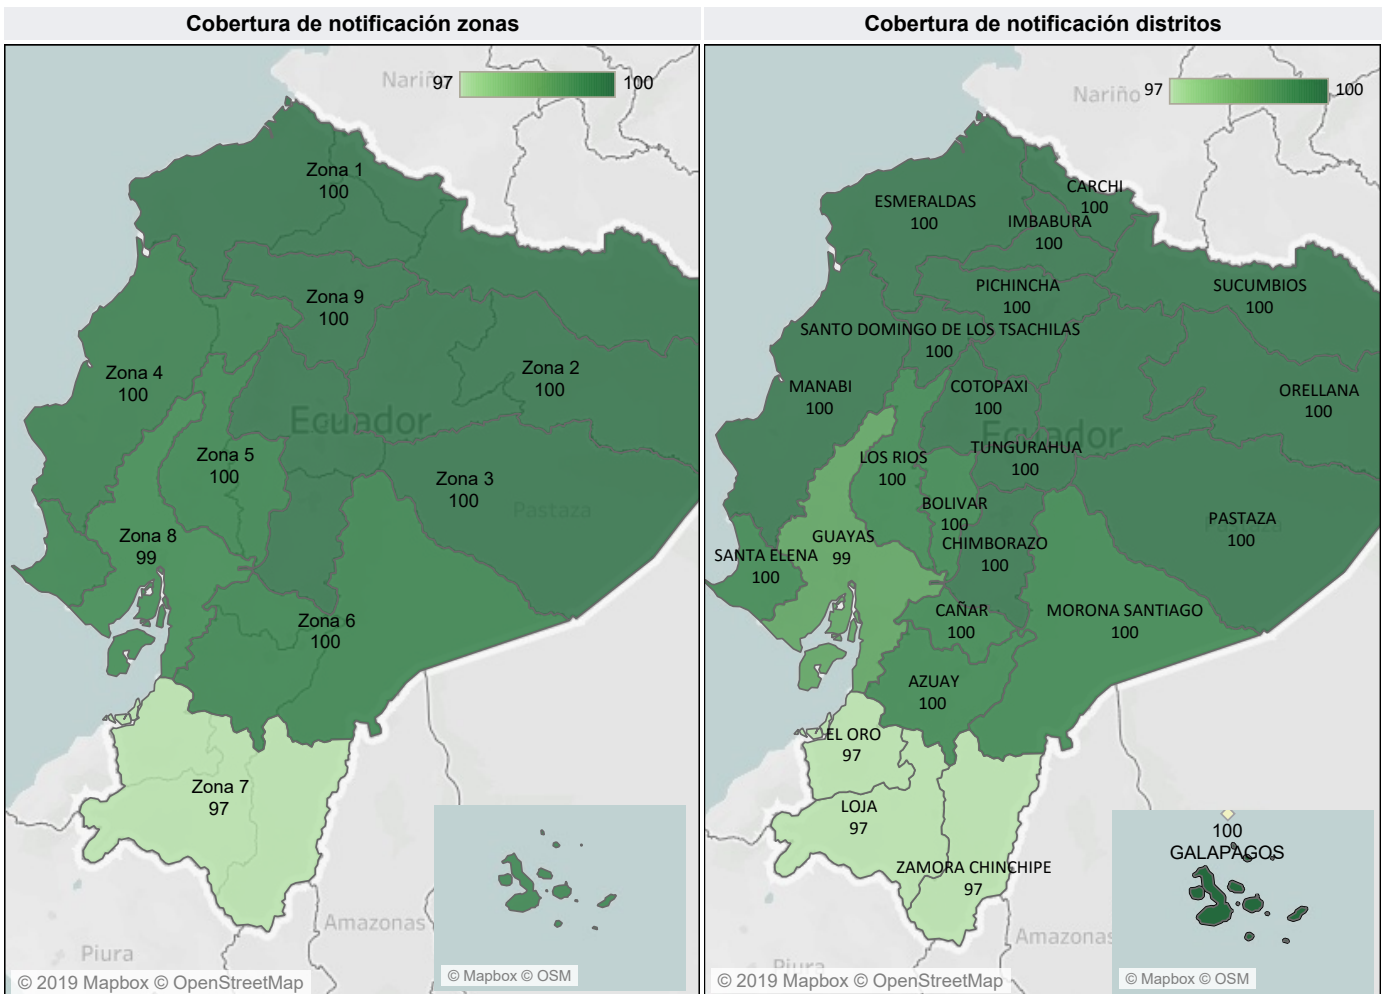 Cobertura de notificación zonas
Nariño
97
100
Zona 1
100
Zona 9
100
Zona 2
100
Zona 4
100
Ecuador
Zona 5
100
Zona 3
100
Pastaza
Zona 8
99
Zona 6
100
Zona 7
97
Amazonas
Piura
© 2019 Mapbox © OpenStreetMap
© Mapbox © OSM
Cobertura de notificación distritos
Nariño
97
100
CARCHI
100
ESMERALDAS
100
IMBABURA
100
PICHINCHA
100
SUCUMBIOS
100
SANTO DOMINGO DE LOS TSACHILAS
100
MANABI
100
COTOPAXI
100
ORELLANA
100
Ecuador
TUNGURAHUA
100
LOS RIOS
100
BOLIVAR
100
PASTAZA
100
GUAYAS
99
CHIMBORAZO
100
SANTA ELENA
100
CAÑAR
100
MORONA SANTIAGO
100
AZUAY
100
EL ORO
97
LOJA
97
ZAMORA CHINCHIPE
97
100
GALAPAGOS
Amazonas
Piura
© 2019 Mapbox © OpenStreetMap
© Mapbox © OSM